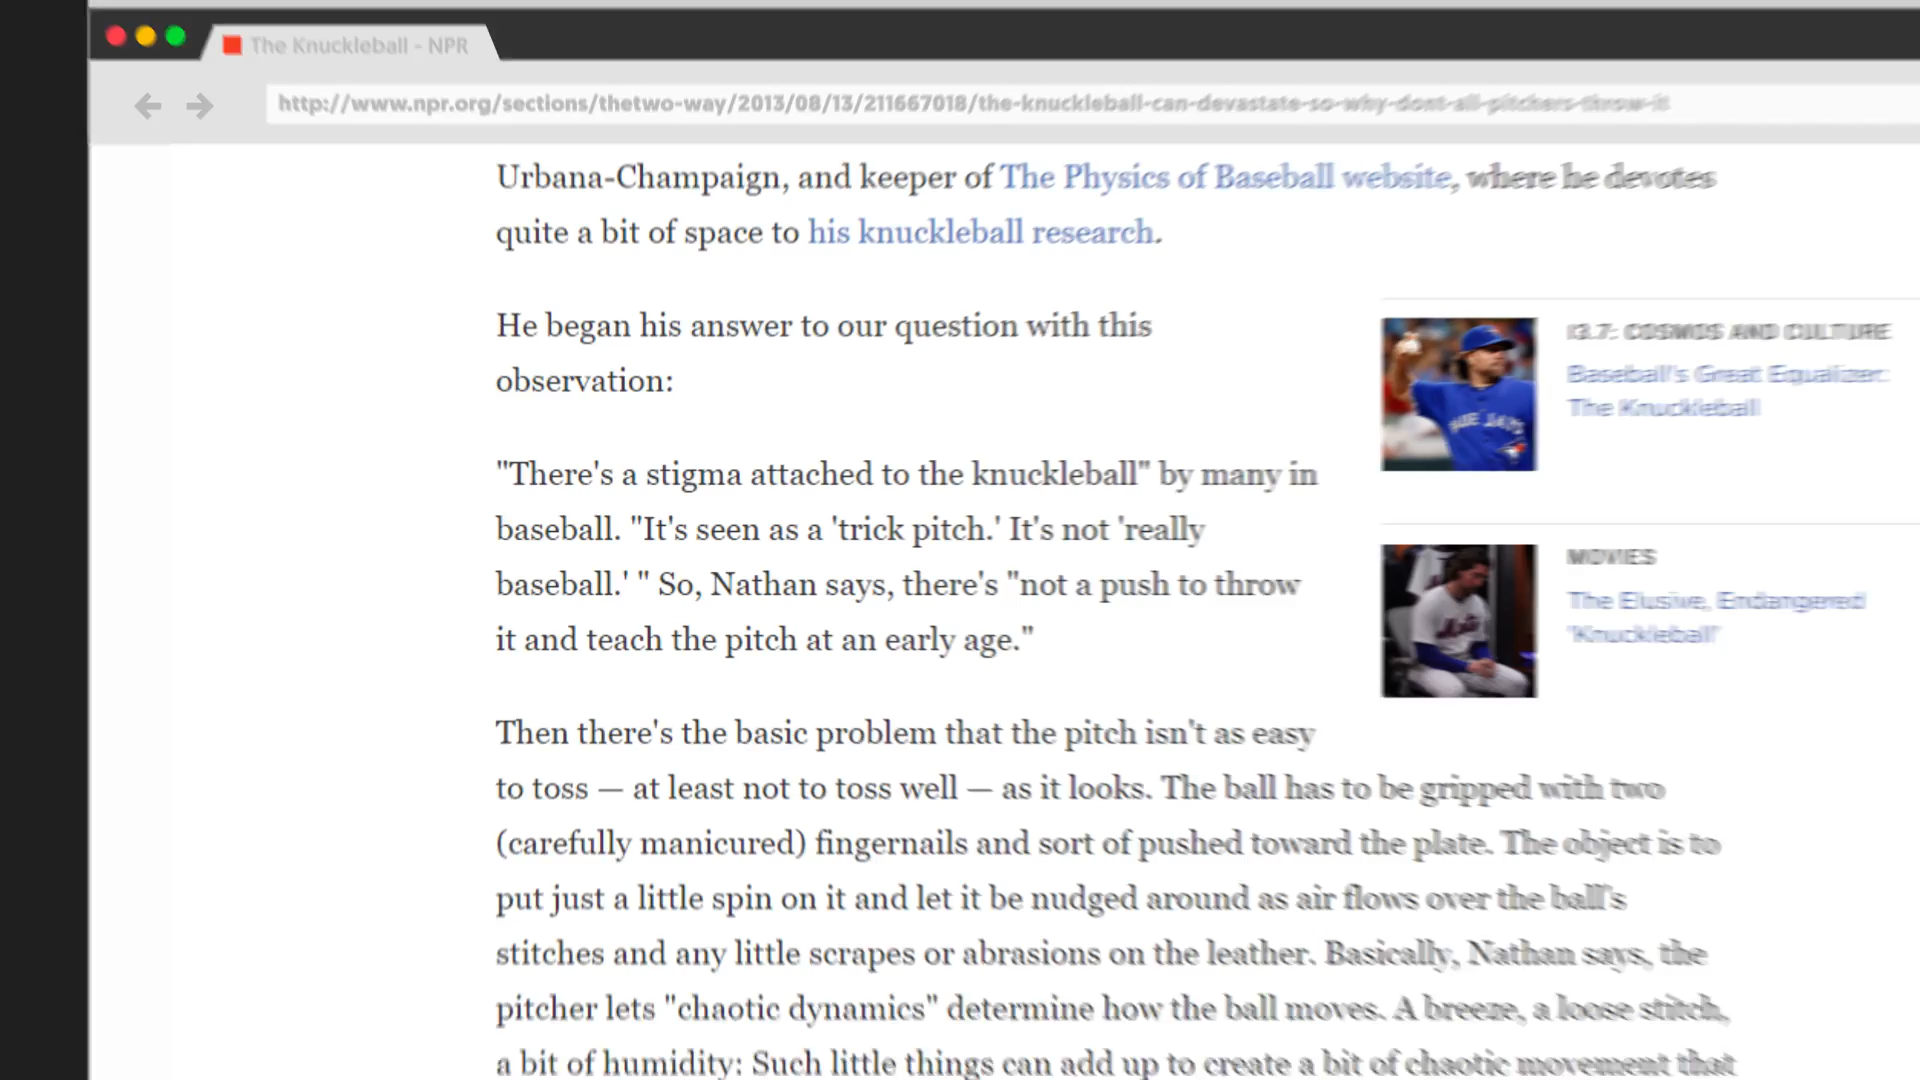 The Knuckleball - NPR
http://www.npr.org/sections/thetwo-way/2013/08/13/211667018/the-knuckleball-can-devastate-so-why-dont-all-pitchers-throw-it
Urbana-Champaign, and keeper of The Physics of Baseball website, where he devotes
quite a bit of space to his knuckleball research.
He began his answer to our question with this
observation:
"There's a stigma attached to the knuckleball" by many in
baseball. "It's seen as a 'trick pitch.' It's not 'really
baseball.' " So, Nathan says, there's "not a push to throw
it and teach the pitch at an early age."
13.7: COSMOS AND CULTURE
Baseball's Great Equalizer:
The Knuckleball
BLUE JAYS
MOVIES
The Elusive, Endangered
'Knuckleball'
Mets
Then there's the basic problem that the pitch isn't as easy
to toss — at least not to toss well — as it looks. The ball has to be gripped with two
(carefully manicured) fingernails and sort of pushed toward the plate. The object is to
put just a little spin on it and let it be nudged around as air flows over the ball's
stitches and any little scrapes or abrasions on the leather. Basically, Nathan says, the
pitcher lets "chaotic dynamics" determine how the ball moves. A breeze, a loose stitch,
a bit of humidity: Such little things can add up to create a bit of chaotic movement that